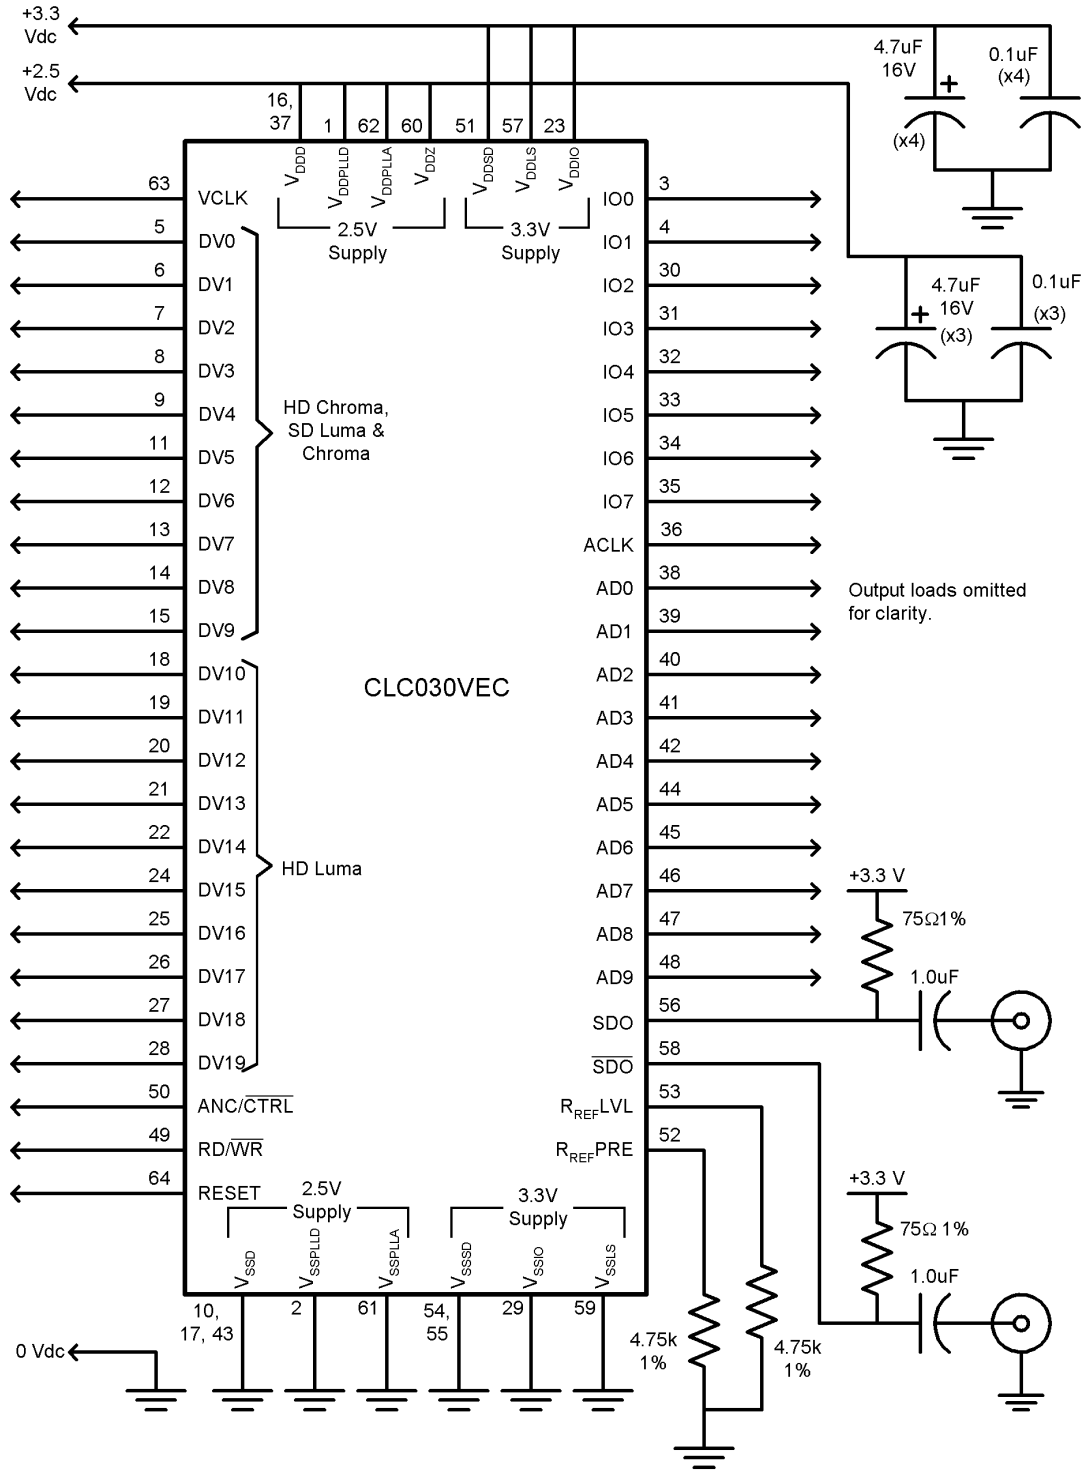 +3.3
Vdc
+2.5
Vdc
4.7uF
16V
+
(x4)
0.1uF
(x4)
16,
37
1
62
60
51
57
23
VDDD
VDDPLLD
VDDPLLA
VDDZ
VDDSD
VDDLS
VDDIO
2.5V
Supply
3.3V
Supply
4.7uF
16V
+
(x3)
0.1uF
(x3)
63 VCLK
5 DV0
6 DV1
7 DV2
8 DV3
9 DV4
11 DV5
12 DV6
13 DV7
14 DV8
15 DV9
HD Chroma,
SD Luma &
Chroma
18 DV10
19 DV11
20 DV12
21 DV13
22 DV14
24 DV15
25 DV16
26 DV17
27 DV18
28 DV19
HD Luma
50 ANC/CTRL
49 RD/WR
64 RESET
CLC030VEC
IO0 3
IO1 4
IO2 30
IO3 31
IO4 32
IO5 33
IO6 34
IO7 35
ACLK 36
AD0 38
AD1 39
AD2 40
AD3 41
AD4 42
AD5 44
AD6 45
AD7 46
AD8 47
AD9 48
SDO 56
SDO 58
RREFLVL 53
RREFPRE 52
Output loads omitted
for clarity.
+3.3 V
75Ω1%
1.0uF
+3.3 V
75Ω 1%
1.0uF
2.5V
Supply
3.3V
Supply
VSSD
VSSPLLD
VSSPLLA
VSSSD
VSSIO
VSSLS
10,
17, 43
2
61
54,
55
29
59
4.75k
1%
4.75k
1%
0 Vdc